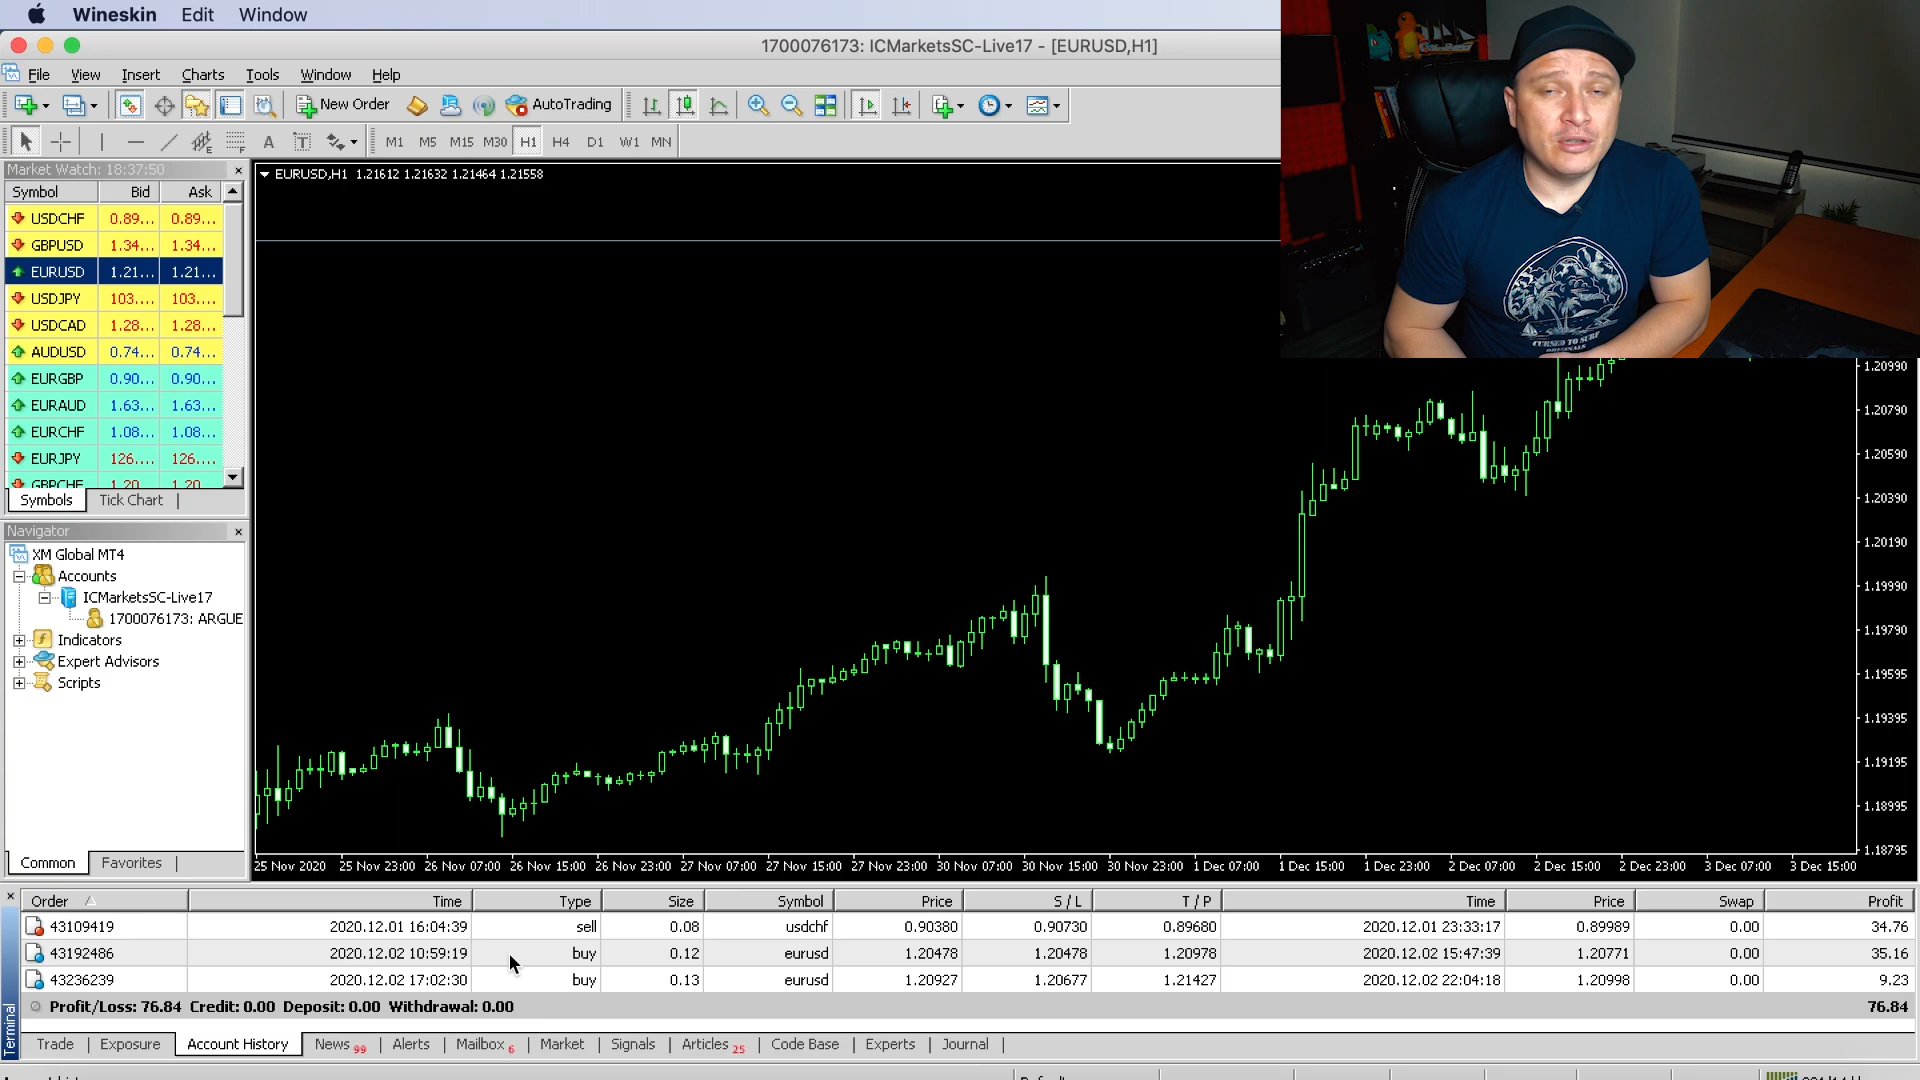 Wineskin Edit Window
1700076173: ICMarketsSC-Live17 - [EURUSD,H1]
File View Insert Charts Tools Window Help
New Order AutoTrading
A T E F M1 M5 M15 M30 H1 H4 D1 W1 MN
Market Watch: 18:37:50
Symbol Bid Ask
USDCHF 0.89... 0.89...
GBPUSD 1.34... 1.34...
EURUSD 1.21... 1.21...
USDJPY 103.... 103....
USDCAD 1.28... 1.28...
AUDUSD 0.74... 0.74...
EURGBP 0.90... 0.90...
EURAUD 1.63... 1.63...
EURCHF 1.08... 1.08...
EURJPY 126.... 126....
GBPCHF 1.20 1.20
Symbols Tick Chart
Navigator
XM Global MT4
Accounts
ICMarketsSC-Live17
1700076173: ARGUE
Indicators
Expert Advisors
Scripts
Common Favorites
EURUSD,H1 1.21612 1.21632 1.21464 1.21558
CURSED TO SURF
ORIGINALS
1.20990
1.20790
1.20590
1.20390
1.20190
1.19990
1.19790
1.19595
1.19395
1.19195
1.18995
1.18795
25 Nov 2020 25 Nov 23:00 26 Nov 07:00 26 Nov 15:00 26 Nov 23:00 27 Nov 07:00 27 Nov 15:00 27 Nov 23:00 30 Nov 07:00 30 Nov 15:00 30 Nov 23:00 1 Dec 07:00 1 Dec 15:00 1 Dec 23:00 2 Dec 07:00 2 Dec 15:00 2 Dec 23:00 3 Dec 07:00 3 Dec 15:00
Order Time Type Size Symbol Price S / L T / P Time Price Swap Profit
43109419 2020.12.01 16:04:39 sell 0.08 usdchf 0.90380 0.90730 0.89680 2020.12.01 23:33:17 0.89989 0.00 34.76
43192486 2020.12.02 10:59:19 buy 0.12 eurusd 1.20478 1.20478 1.20978 2020.12.02 15:47:39 1.20771 0.00 35.16
43236239 2020.12.02 17:02:30 buy 0.13 eurusd 1.20927 1.20677 1.21427 2020.12.02 22:04:18 1.20998 0.00 9.23
Profit/Loss: 76.84 Credit: 0.00 Deposit: 0.00 Withdrawal: 0.00 76.84
Terminal
Trade Exposure Account History News 99 Alerts Mailbox 6 Market Signals Articles 25 Code Base Experts Journal